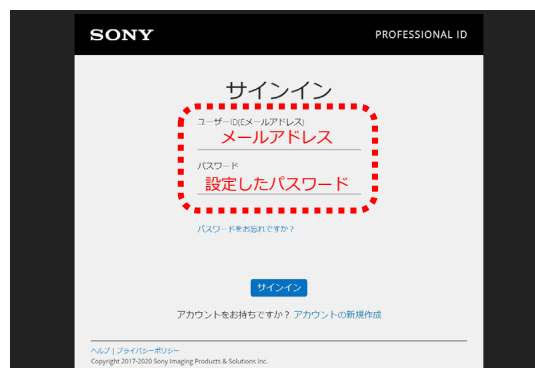 SONY
PROFESSIONAL ID
サインイン
ユーザーID(Eメールアドレス)
メールアドレス
パスワード
設定したパスワード
パスワードをお忘れですか？
サインイン
アカウントをお持ちですか？ アカウントの新規作成
ヘルプ | プライバシーポリシー
Copyright 2017-2020 Sony Imaging Products & Solutions Inc.